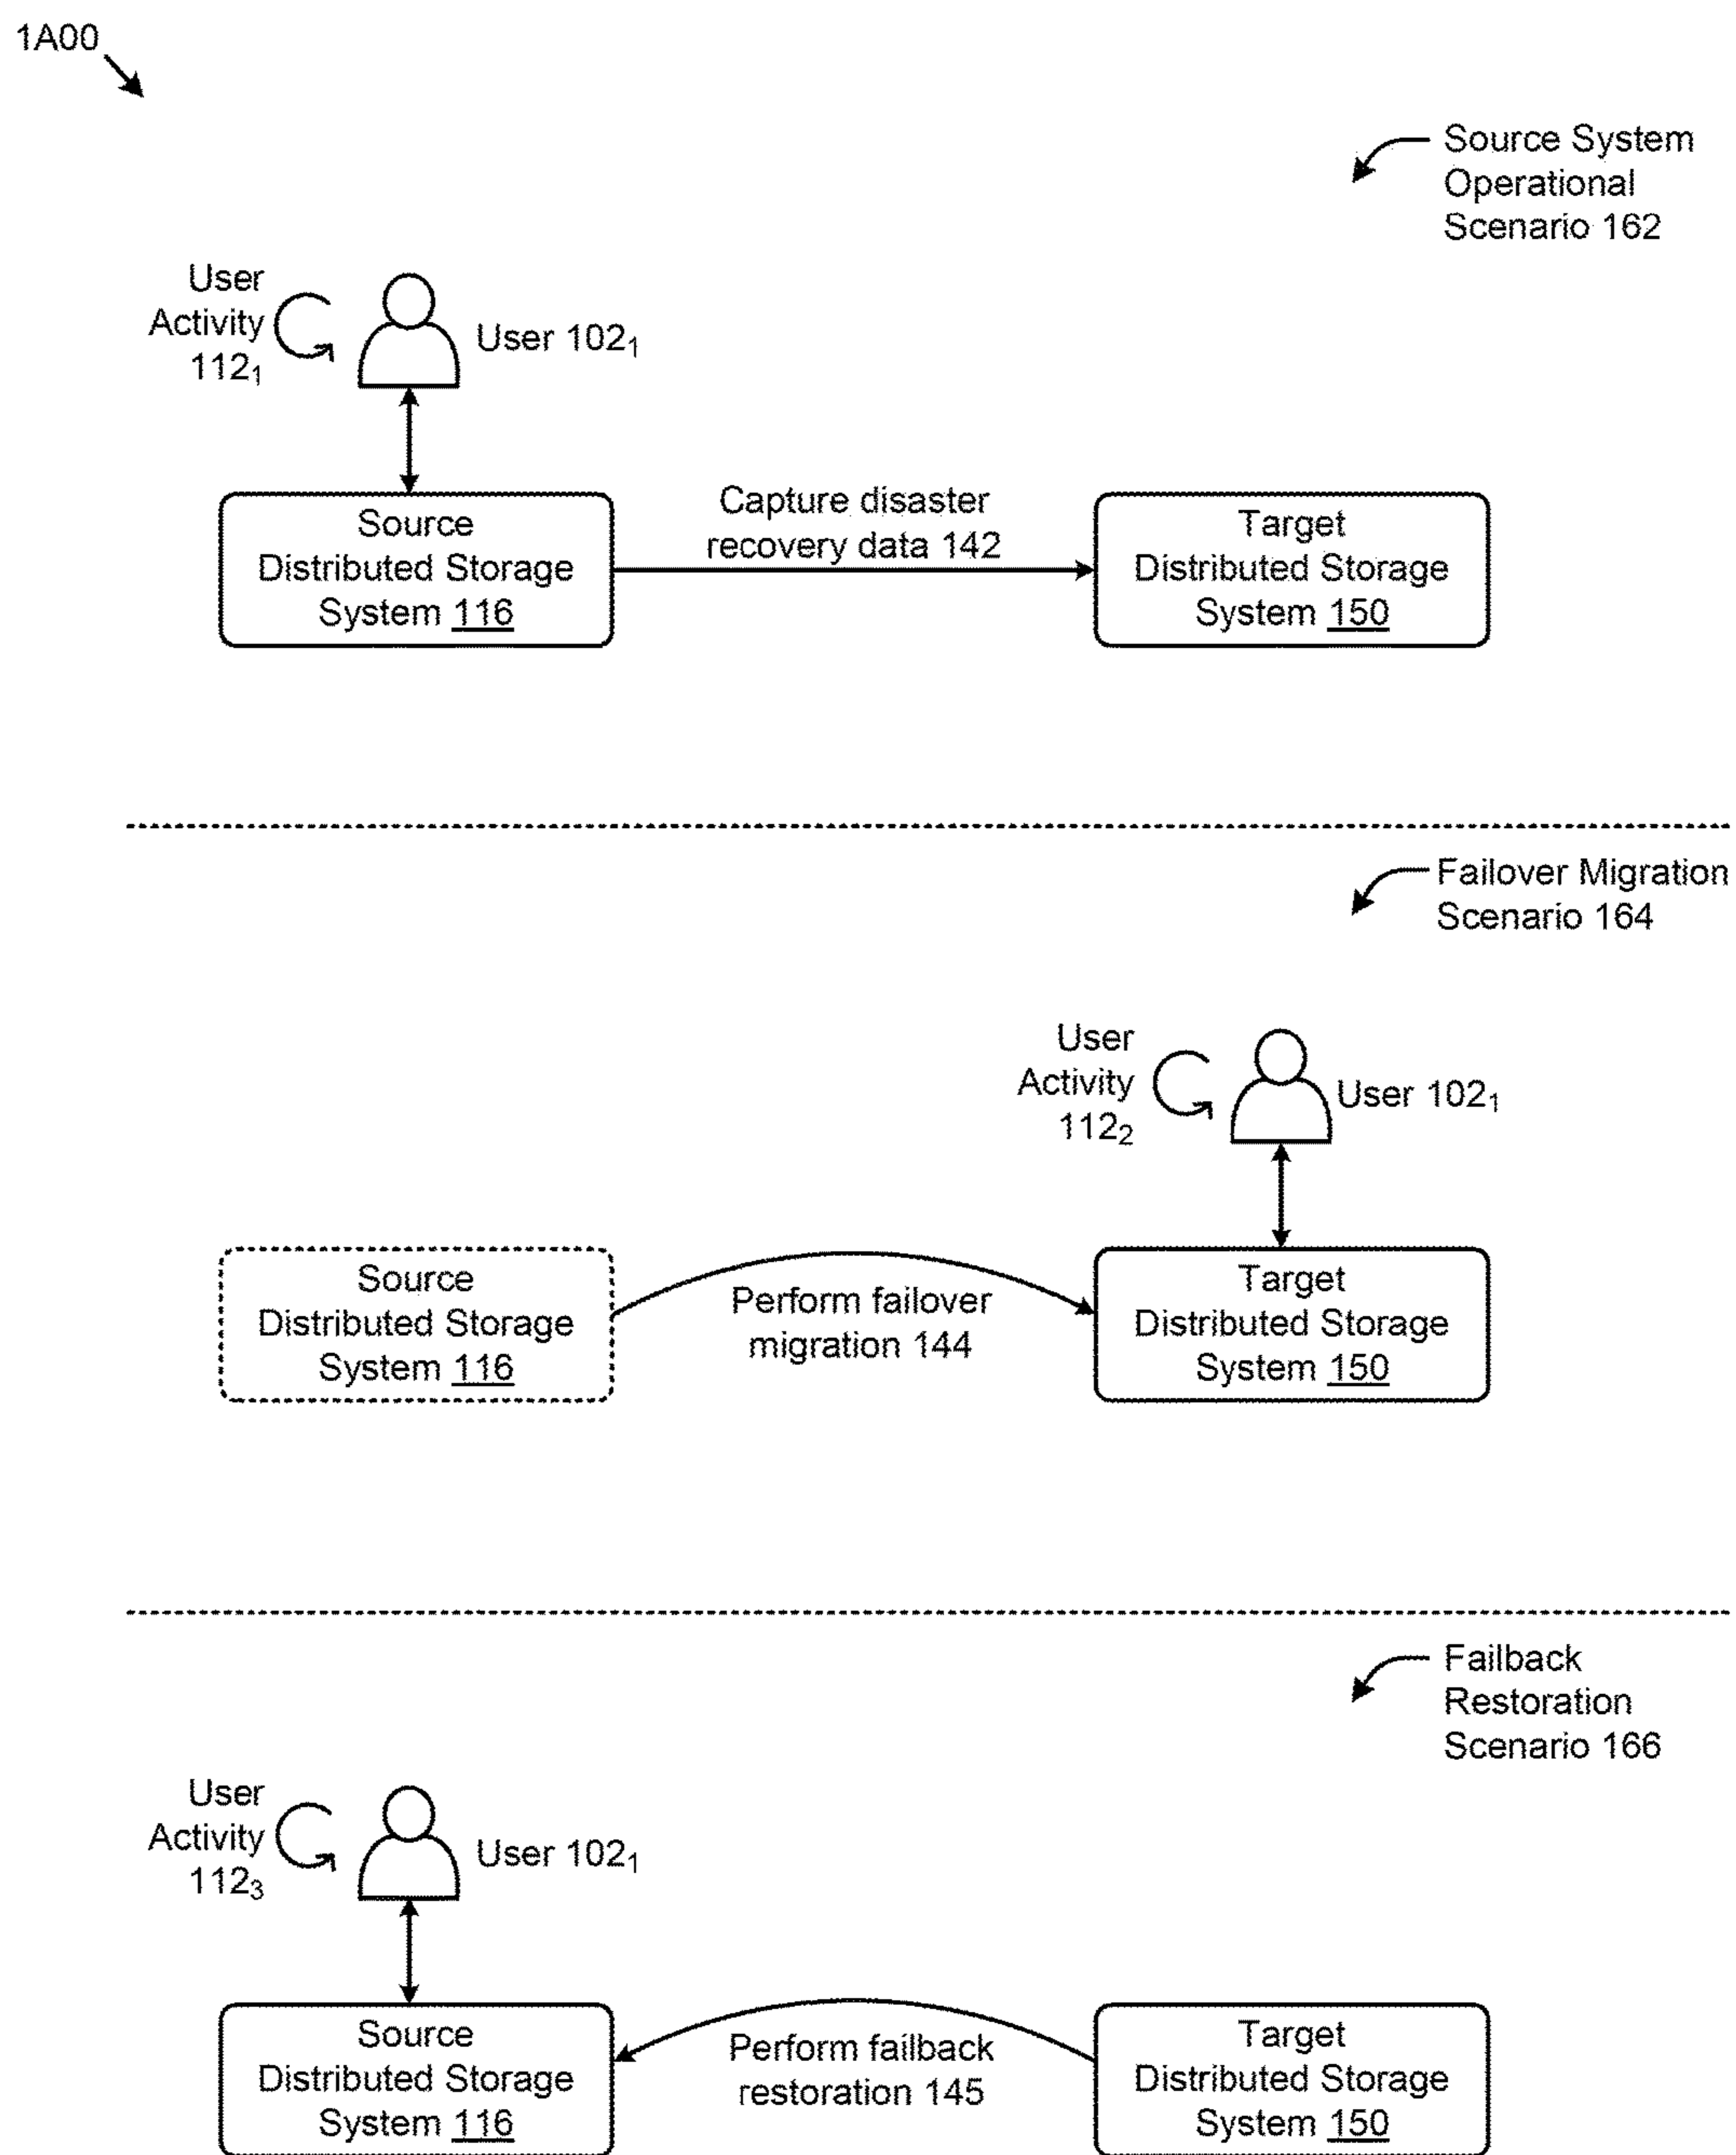 1A00
Source System
Operational
Scenario 162
User
Activity
112₁
User 102₁
Capture disaster
recovery data 142
Source
Distributed Storage
System 116
Target
Distributed Storage
System 150
Failover Migration
Scenario 164
User
Activity
112₂
User 102₁
Source
Distributed Storage
System 116
Perform failover
migration 144
Target
Distributed Storage
System 150
Failback
Restoration
Scenario 166
User
Activity
112₃
User 102₁
Source
Distributed Storage
System 116
Perform failback
restoration 145
Target
Distributed Storage
System 150